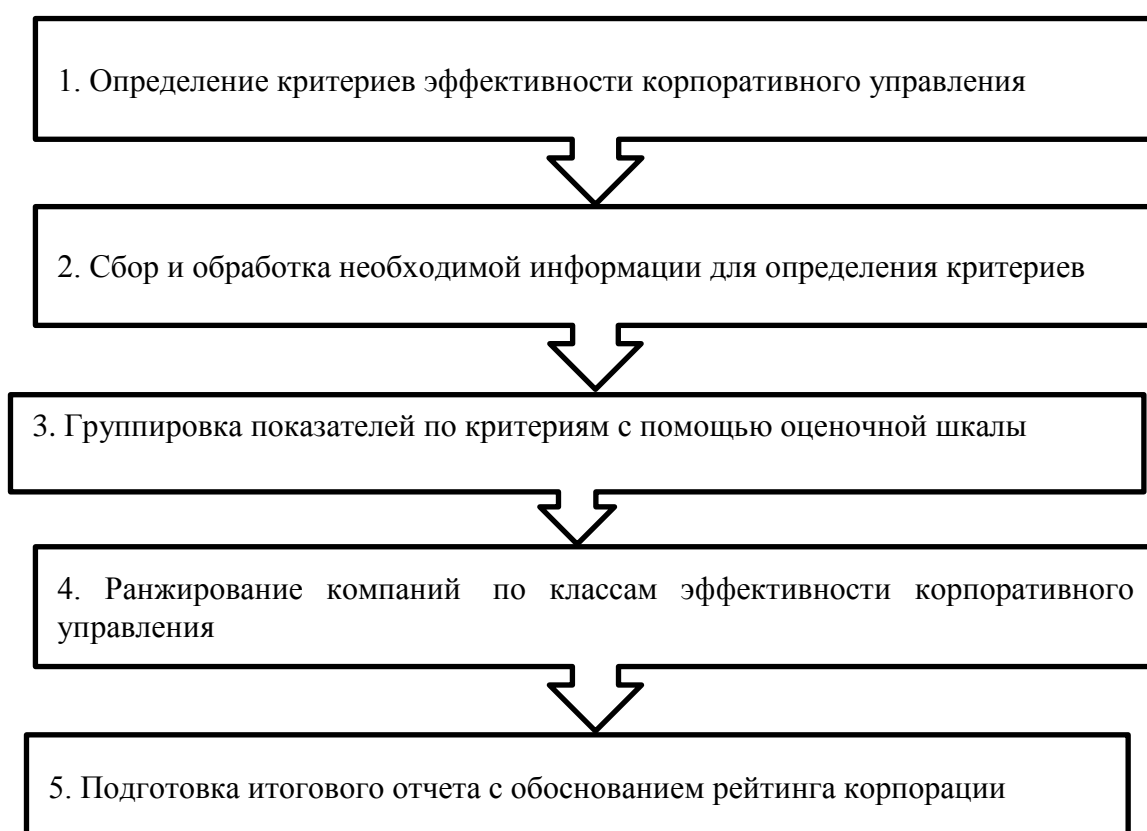 1. Определение критериев эффективности корпоративного управления
2. Сбор и обработка необходимой информации для определения критериев
3. Группировка показателей по критериям с помощью оценочной шкалы
4. Ранжирование компаний по классам эффективности корпоративного
управления
5. Подготовка итогового отчета с обоснованием рейтинга корпорации